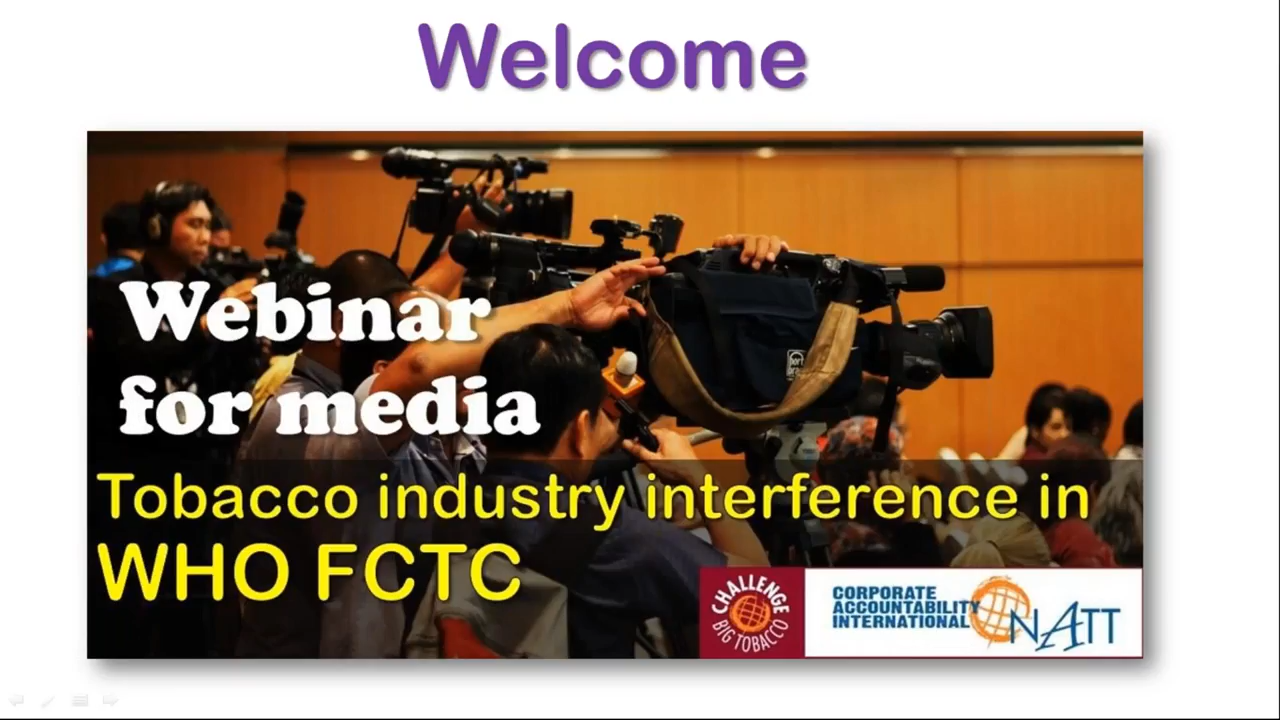 Welcome
Webinar
for media
Tobacco industry interference in
WHO FCTC
CHALLENGE
BIG TOBACCO
CORPORATE
ACCOUNTABILITY
INTERNATIONAL
NATT